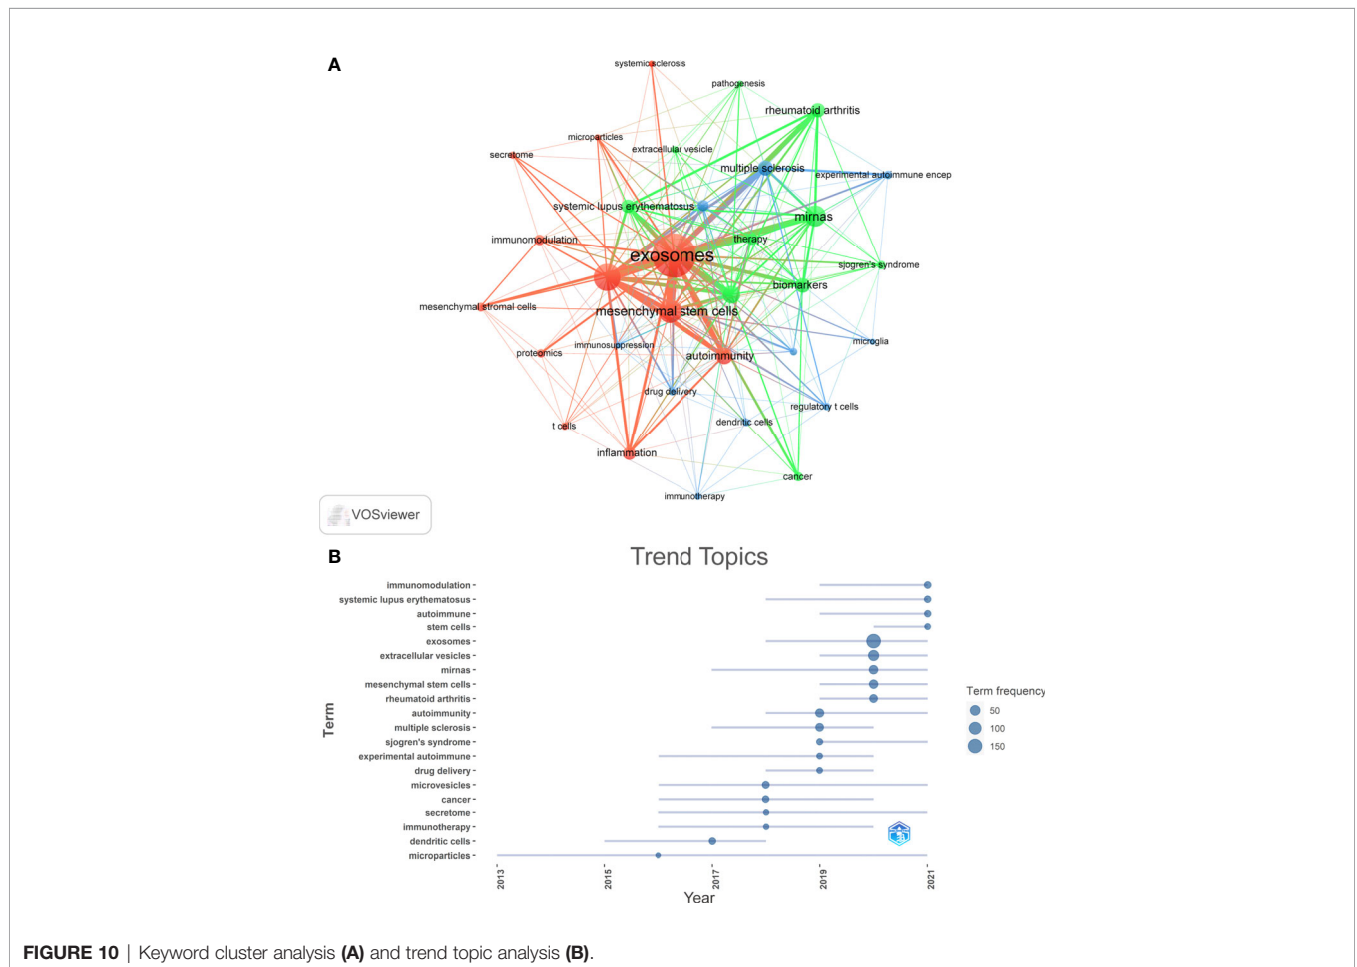 A
systemic scleross
pathogenesis
rheumatoid arthritis
microparticles
extracellular vesicle
secretome
multiple sclerosis
experimental autoimmune encep
systemic lupus erythematosus
mirnas
immunomodulation
therapy
exosomes
sjogren's syndrome
biomarkers
mesenchymal stromal cells
mesenchymal stem cells
immunosuppression
microglia
proteomics
autoimmunity
drug delivery
regulatory t cells
dendritic cells
t cells
inflammation
cancer
immunotherapy
VOSviewer
B
Trend Topics
immunomodulation
systemic lupus erythematosus
autoimmune
stem cells
exosomes
extracellular vesicles
mirnas
mesenchymal stem cells
rheumatoid arthritis
autoimmunity
multiple sclerosis
sjogren's syndrome
experimental autoimmune
drug delivery
microvesicles
cancer
secretome
immunotherapy
dendritic cells
microparticles
Term
Term frequency
50
100
150
2013
2015
2017
2019
2021
Year
FIGURE 10 | Keyword cluster analysis (A) and trend topic analysis (B).